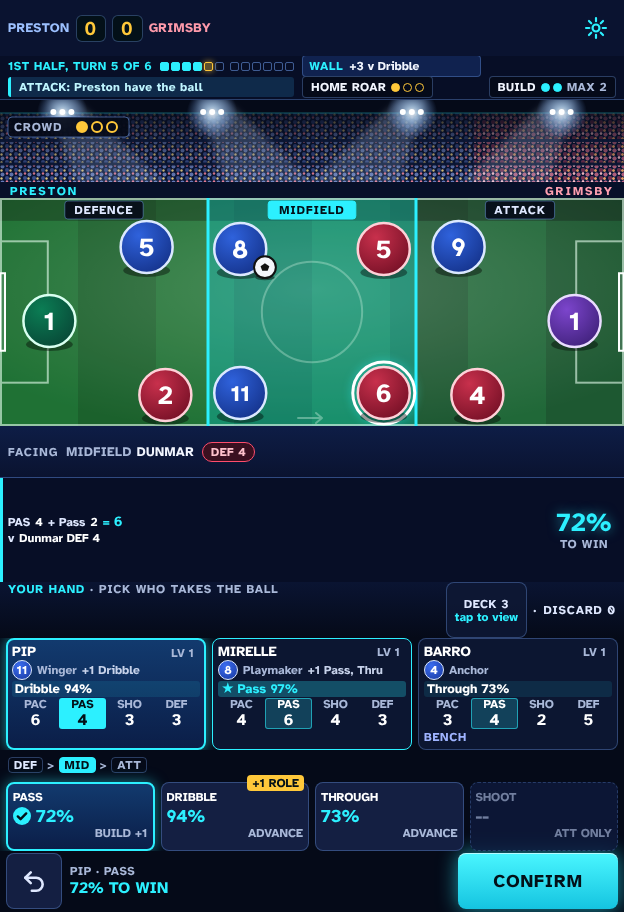 PRESTON 0 0 GRIMSBY
1ST HALF, TURN 5 OF 6
WALL +3 v Dribble
ATTACK: Preston have the ball
HOME ROAR
BUILD MAX 2
CROWD
PRESTON
GRIMSBY
DEFENCE
MIDFIELD
ATTACK
5
8
5
9
1
1
2
11
6
4
FACING MIDFIELD DUNMAR DEF 4
PAS 4 + Pass 2 = 6
v Dunmar DEF 4
72%
TO WIN
YOUR HAND · PICK WHO TAKES THE BALL
DECK 3
tap to view
· DISCARD 0
PIP LV 1
11 Winger +1 Dribble
Dribble 94%
PAC PAS SHO DEF
6 4 3 3
MIRELLE LV 1
8 Playmaker +1 Pass, Thru
★ Pass 97%
PAC PAS SHO DEF
4 6 4 3
BARRO LV 1
4 Anchor
Through 73%
PAC PAS SHO DEF
3 4 2 5
BENCH
DEF > MID > ATT
PASS
72%
BUILD +1
+1 ROLE
DRIBBLE
94%
ADVANCE
THROUGH
73%
ADVANCE
SHOOT
--
ATT ONLY
PIP · PASS
72% TO WIN
CONFIRM